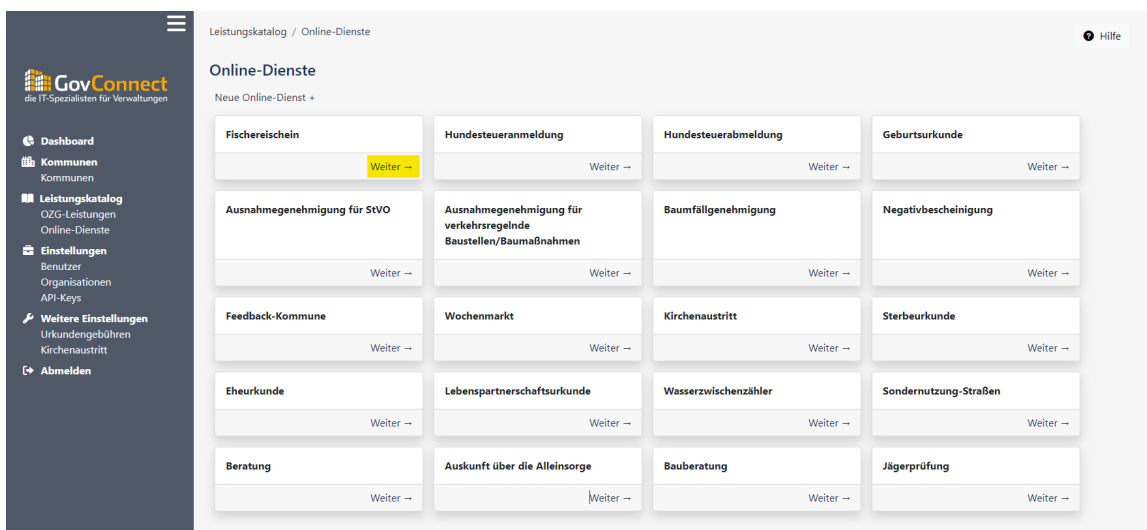 GovConnect
die IT-Spezialisten für Verwaltungen
Dashboard
Kommunen
Kommunen
Leistungskatalog
OZG-Leistungen
Online-Dienste
Einstellungen
Benutzer
Organisationen
API-Keys
Weitere Einstellungen
Urkundengebühren
Kirchenaustritt
Abmelden
Leistungskatalog / Online-Dienste
Hilfe
Online-Dienste
Neue Online-Dienst +
Fischereischein
Weiter →
Hundesteueranmeldung
Weiter →
Hundesteuerabmeldung
Weiter →
Geburtsurkunde
Weiter →
Ausnahmegenehmigung für StVO
Weiter →
Ausnahmegenehmigung für
verkehrsregelnde
Baustellen/Baumaßnahmen
Weiter →
Baumfällgenehmigung
Weiter →
Negativbescheinigung
Weiter →
Feedback-Kommune
Weiter →
Wochenmarkt
Weiter →
Kirchenaustritt
Weiter →
Sterbeurkunde
Weiter →
Eheurkunde
Weiter →
Lebenspartnerschaftsurkunde
Weiter →
Wasserzwischenzähler
Weiter →
Sondernutzung-Straßen
Weiter →
Beratung
Weiter →
Auskunft über die Alleinsorge
Weiter →
Bauberatung
Weiter →
Jägerprüfung
Weiter →